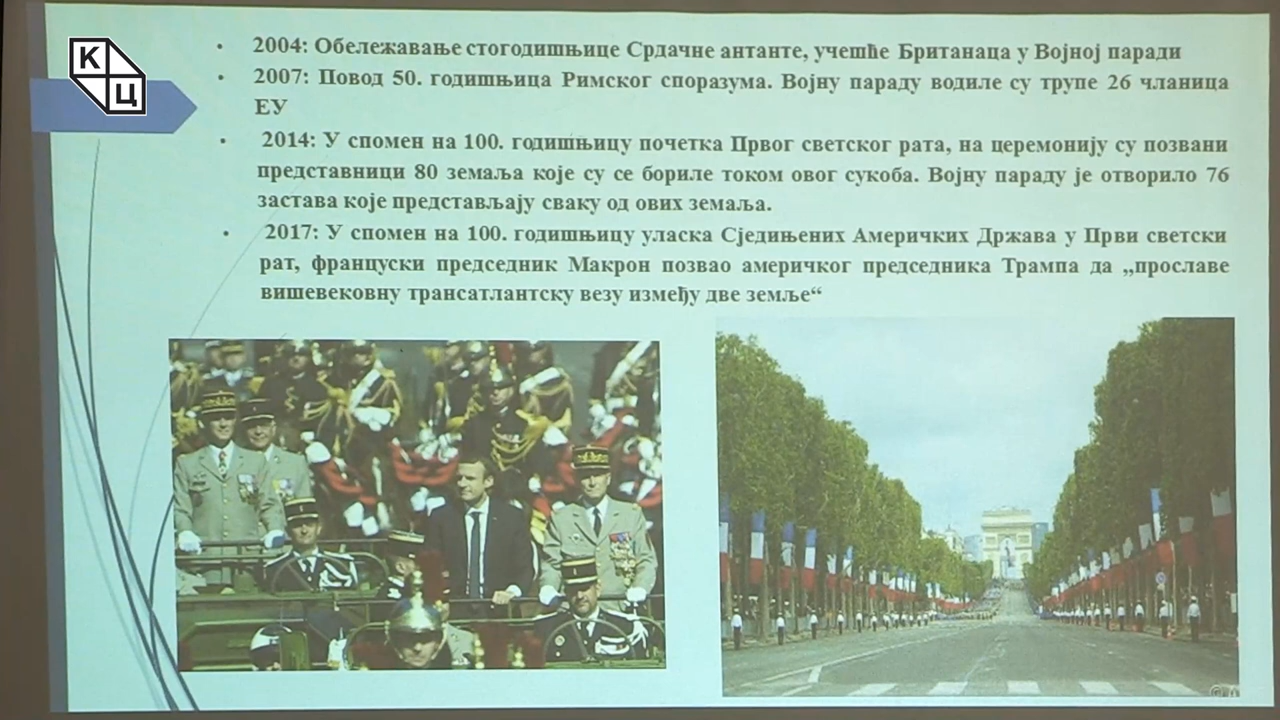 К
Ц
• 2004: Обележавање стогодишњице Срдачне антанте, учешће Британаца у Војној паради
• 2007: Повод 50. годишњица Римског споразума. Војну параду водиле су трупе 26 чланица
ЕУ
• 2014: У спомен на 100. годишњицу почетка Првог светског рата, на церемонију су позвани
представници 80 земаља које су се бориле током овог сукоба. Војну параду је отворило 76
застава које представљају сваку од ових земаља.
• 2017: У спомен на 100. годишњицу уласка Сједињених Америчких Држава у Први светски
рат, француски председник Макрон позвао америчког председника Трампа да „прославе
вишевековну трансатлантску везу између две земље“